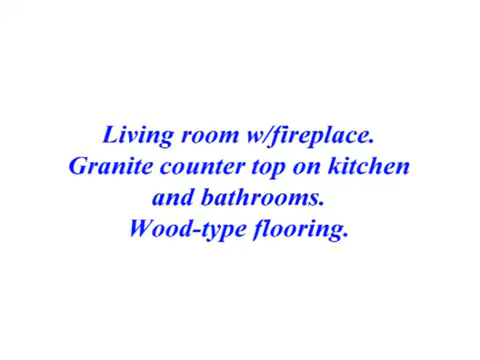 Living room w/fireplace.
Granite counter top on kitchen
and bathrooms.
Wood-type flooring.